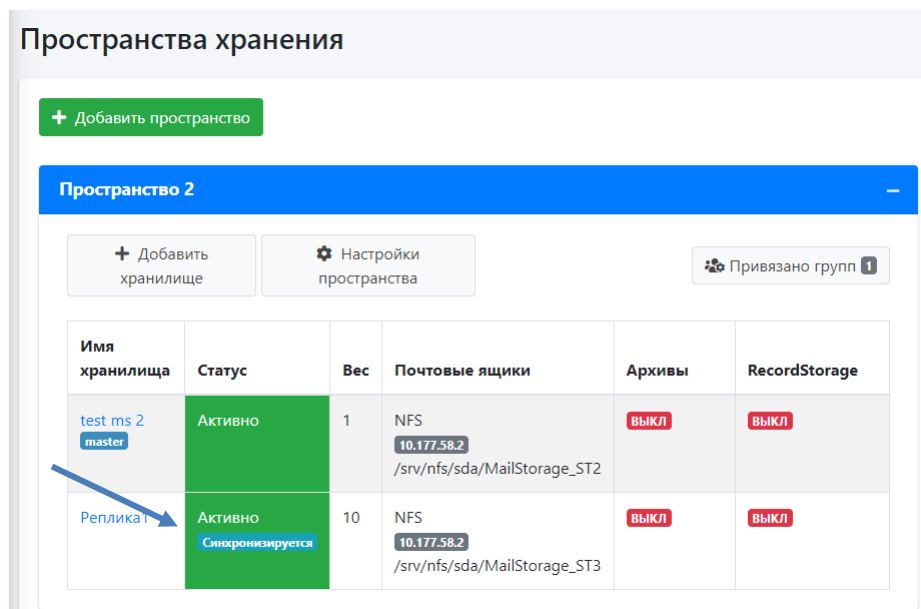 Пространства хранения
Добавить пространство
Пространство 2
Добавить
хранилище
Настройки
пространства
Привязано групп 1
Имя
хранилища Статус Вес Почтовые ящики Архивы RecordStorage
test ms 2 Активно 1 NFS ВЫКЛ ВЫКЛ
master 10.177.58.2
/srv/nfs/sda/MailStorage_ST2
Реплика1 Активно 10 NFS ВЫКЛ ВЫКЛ
Синхронизируется 10.177.58.2
/srv/nfs/sda/MailStorage_ST3